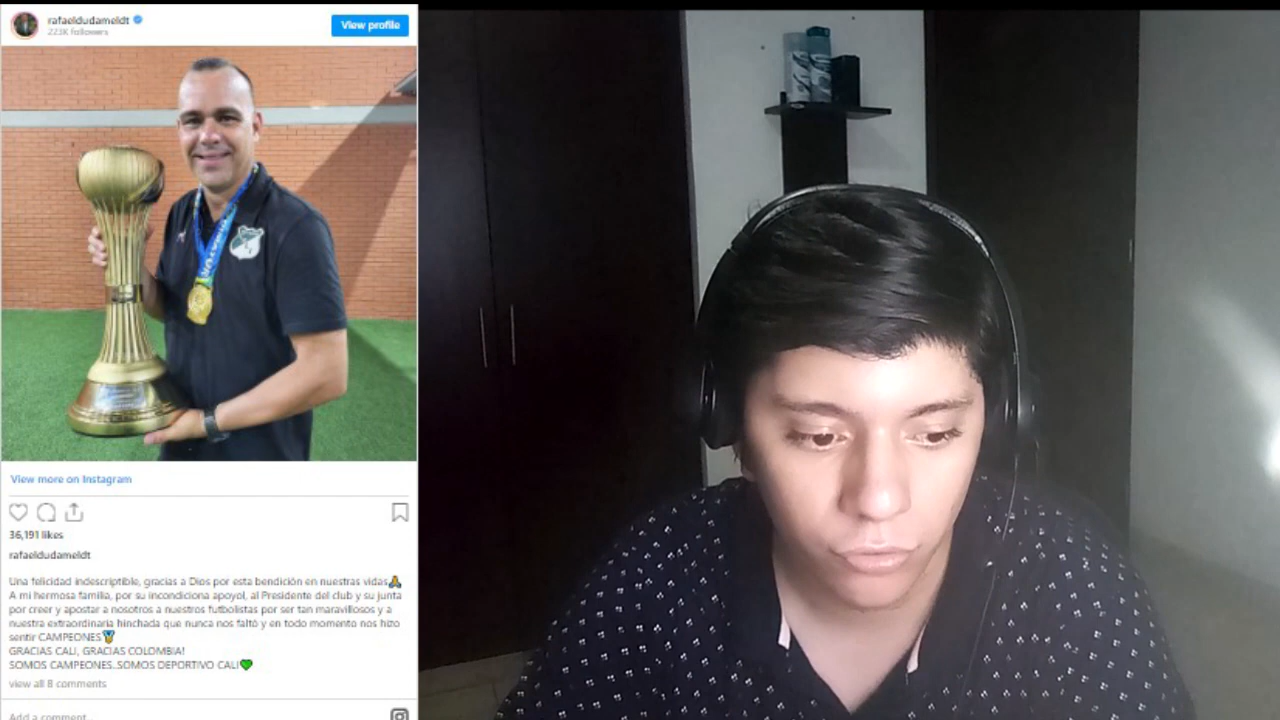 rafaeldudameldt
223K followers
View profile
View more on Instagram
36,191 likes
rafaeldudameldt
Una felicidad indescriptible, gracias a Dios por esta bendición en nuestras vidas🙏
A mi hermosa familia, por su incondiciona apoyol, al Presidente del club y su junta
por creer y apostar a nosotros a nuestros futbolistas por ser tan maravillosos y a
nuestra extraordinaria hinchada que nunca nos faltó y en todo momento nos hizo
sentir CAMPEONES🏅
GRACIAS CALI, GRACIAS COLOMBIA!
SOMOS CAMPEONES..SOMOS DEPORTIVO CALI💚
view all 8 comments
Add a comment...